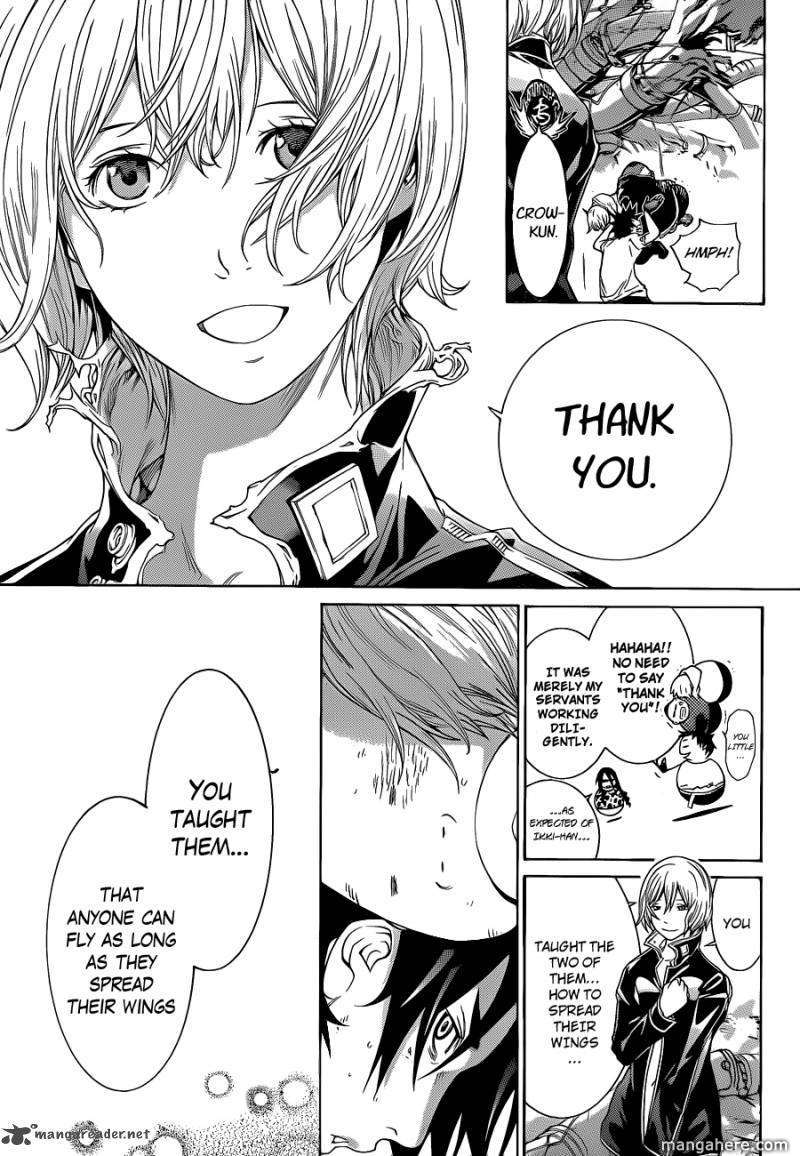 CROW-
KUN.
HMPH!
THANK
YOU.
HAHAHA!!
NO NEED
TO SAY
"THANK
YOU"!
IT WAS
MERELY MY
SERVANTS
WORKING
DILI-
GENTLY.
YOU
LITTLE
...
....AS
EXPECTED OF
IKKI-HAN....
YOU
TAUGHT THE
TWO OF
THEM...
HOW TO
SPREAD
THEIR
WINGS
...
YOU
TAUGHT
THEM...
THAT
ANYONE CAN
FLY AS LONG
AS THEY
SPREAD
THEIR WINGS
mangareader.net
mangahere.com